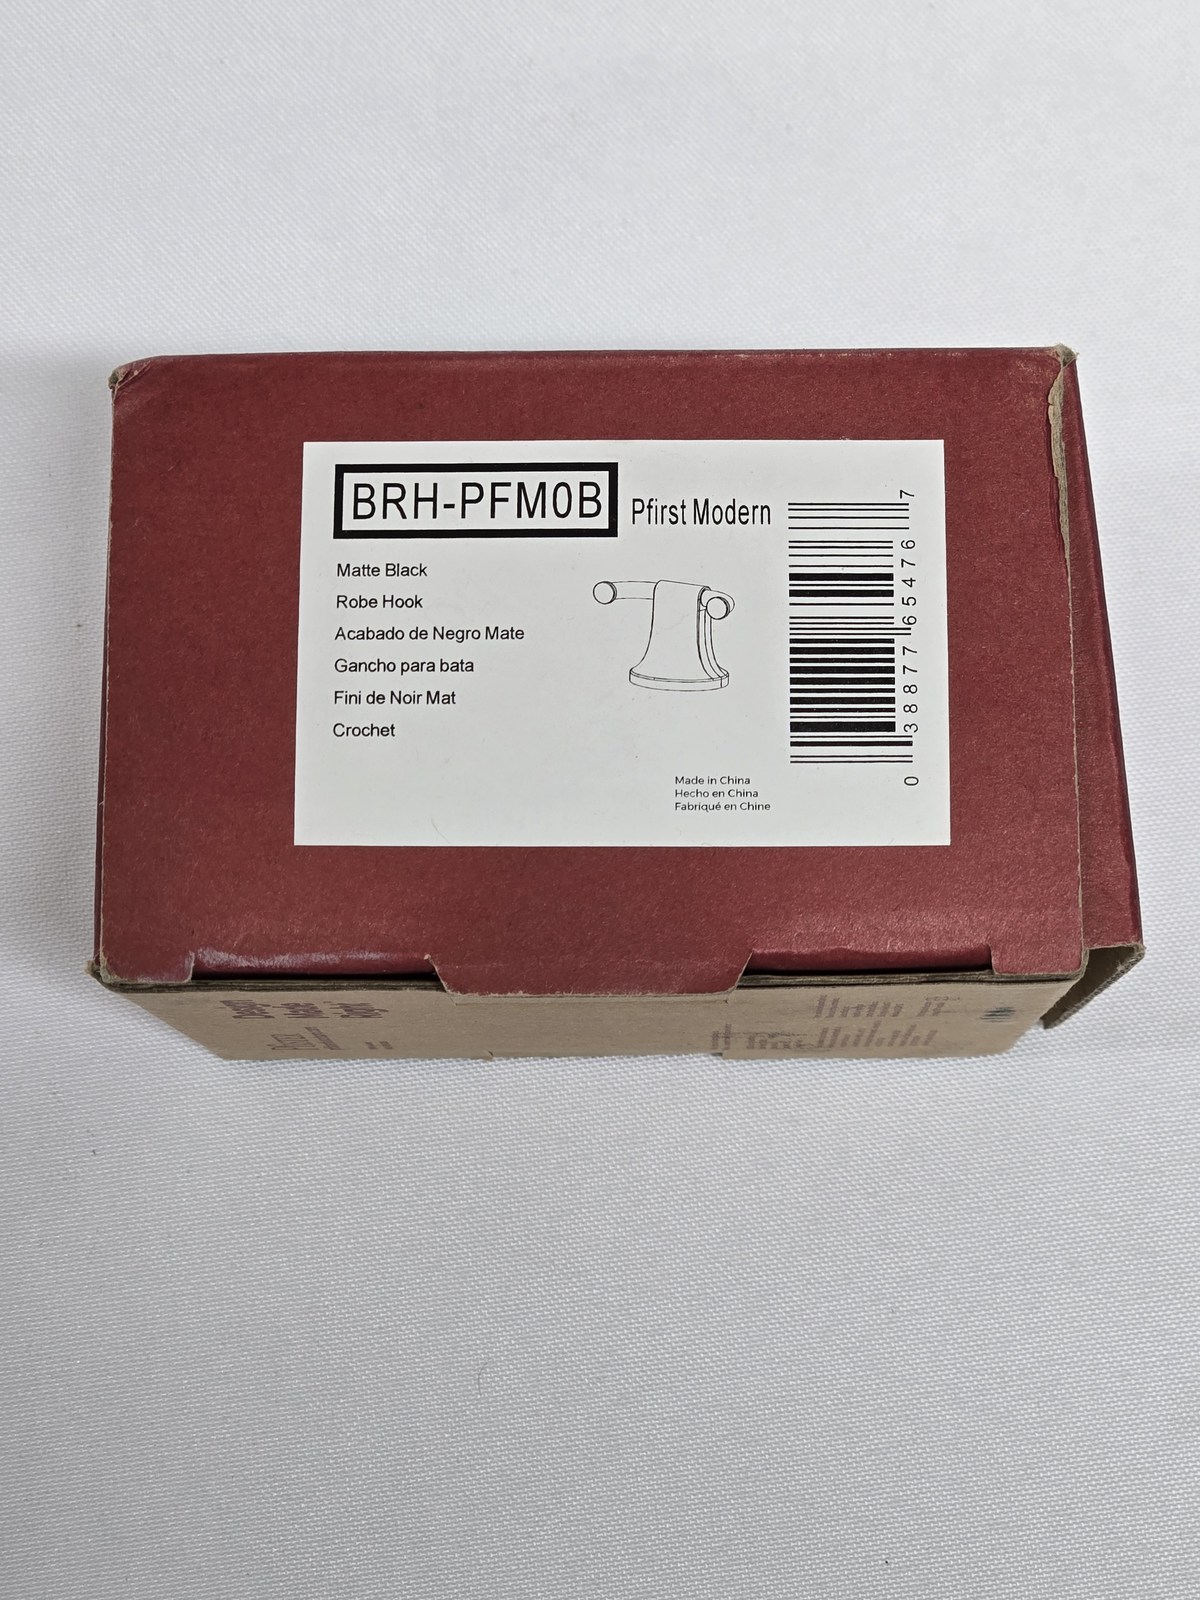 BRH-PFM0B
Pfirst Modern
Matte Black
Robe Hook
Acabado de Negro Mate
Gancho para bata
Fini de Noir Mat
Crochet
Made in China
Hecho en China
Fabriqué en Chine
0 38877 65476 7